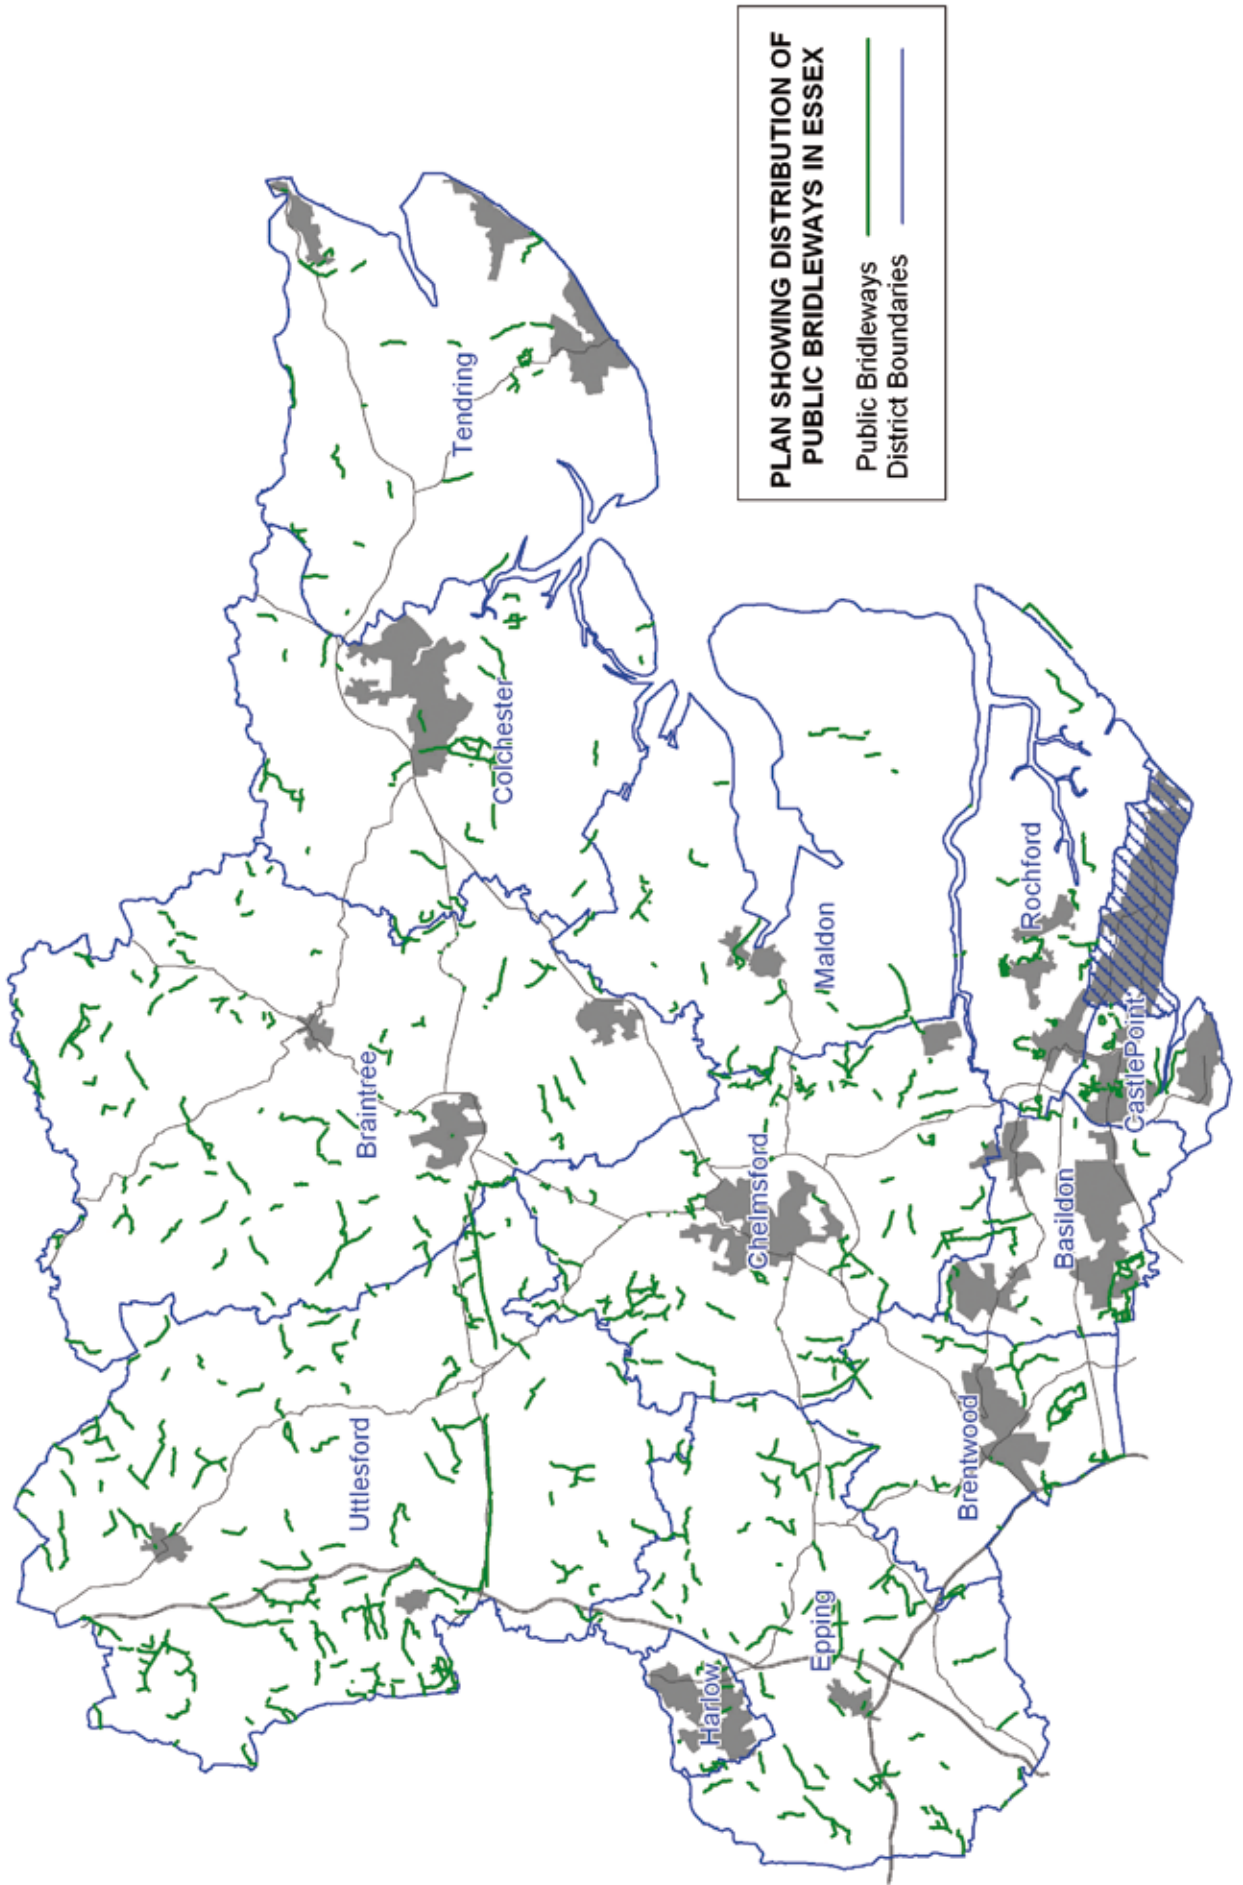 PLAN SHOWING DISTRIBUTION OF
PUBLIC BRIDLEWAYS IN ESSEX
Public Bridleways
District Boundaries
Uttlesford
Braintree
Colchester
Tendring
Harlow
Epping
Chelmsford
Maldon
Brentwood
Basildon
Rochford
CastlePoint